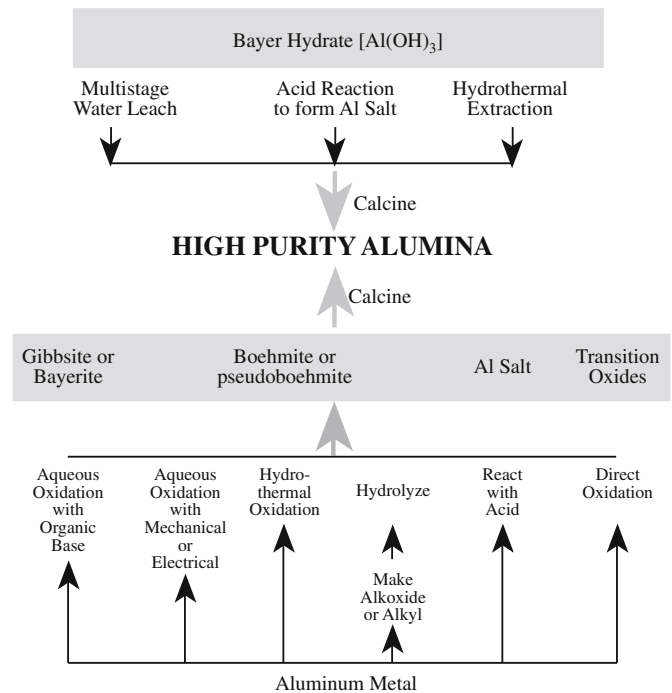 Bayer Hydrate [Al(OH)₃]
Multistage
Water Leach
Acid Reaction
to form Al Salt
Hydrothermal
Extraction
Calcine
HIGH PURITY ALUMINA
Calcine
Gibbsite or
Bayerite
Boehmite or
pseudoboehmite
Al Salt
Transition
Oxides
Aqueous
Oxidation
with
Organic
Base
Aqueous
Oxidation
with
Mechanical
or
Electrical
Hydro-
thermal
Oxidation
Hydrolyze
Make
Alkoxide
or Alkyl
React
with
Acid
Direct
Oxidation
Aluminum Metal